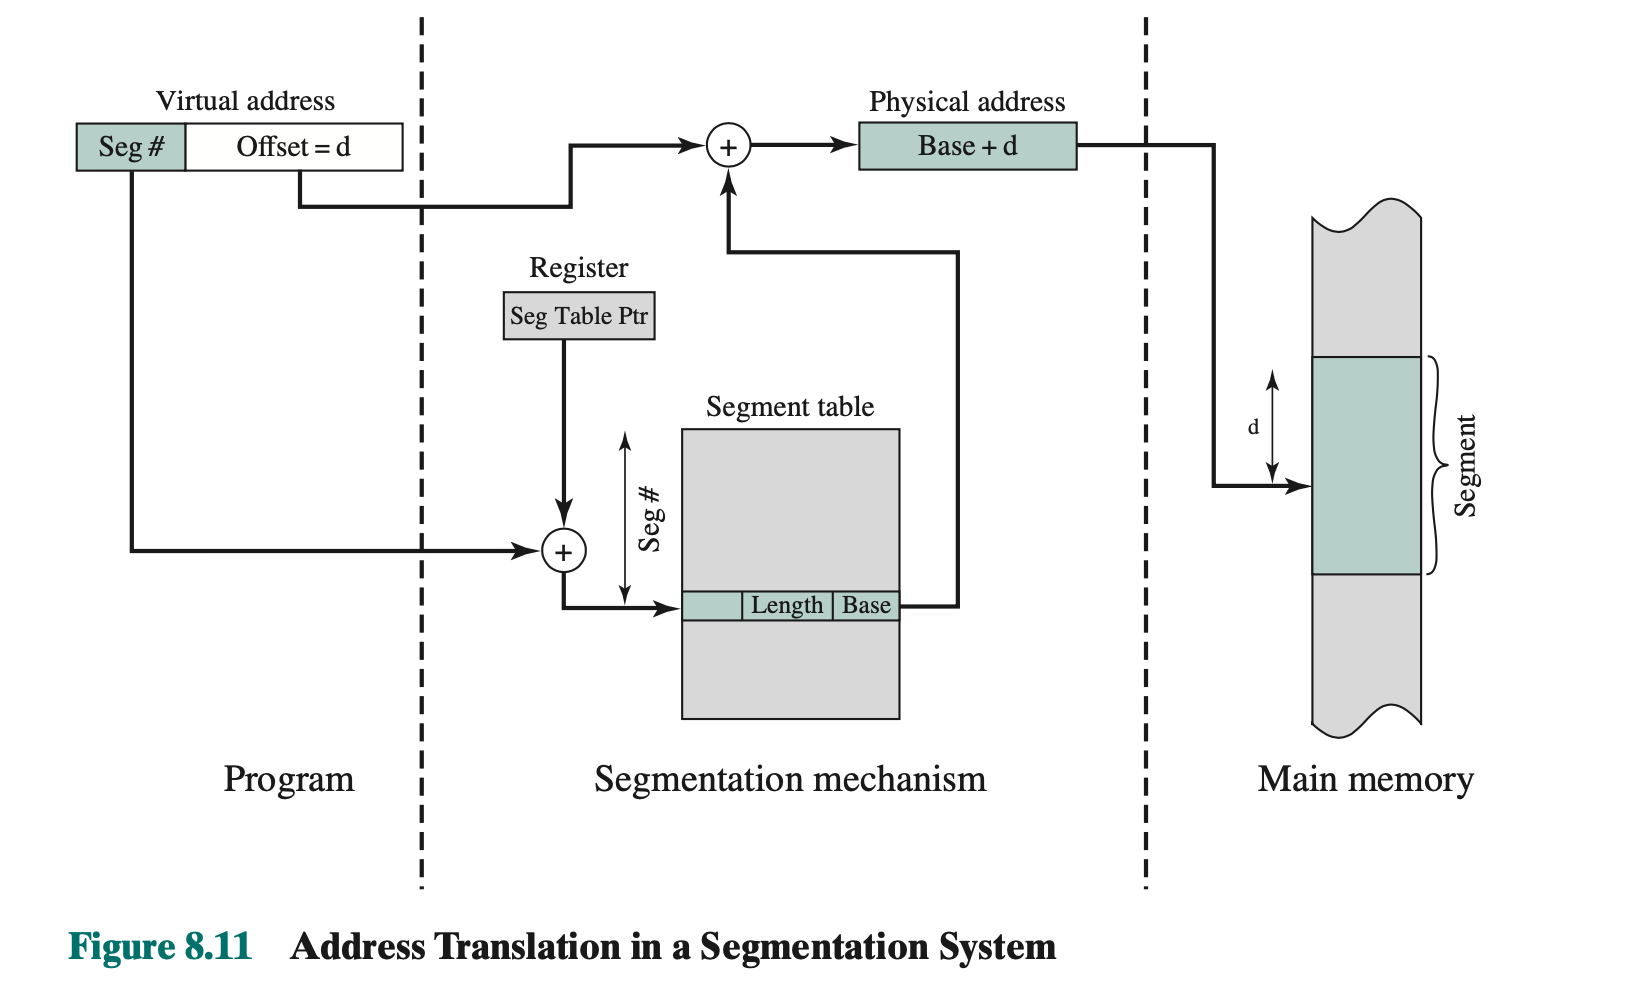 Virtual address
Seg # Offset = d
Physical address
+ Base + d
Register
Seg Table Ptr
Segment table
Seg #
+
Length Base
d
Segment
Program Segmentation mechanism Main memory
Figure 8.11 Address Translation in a Segmentation System